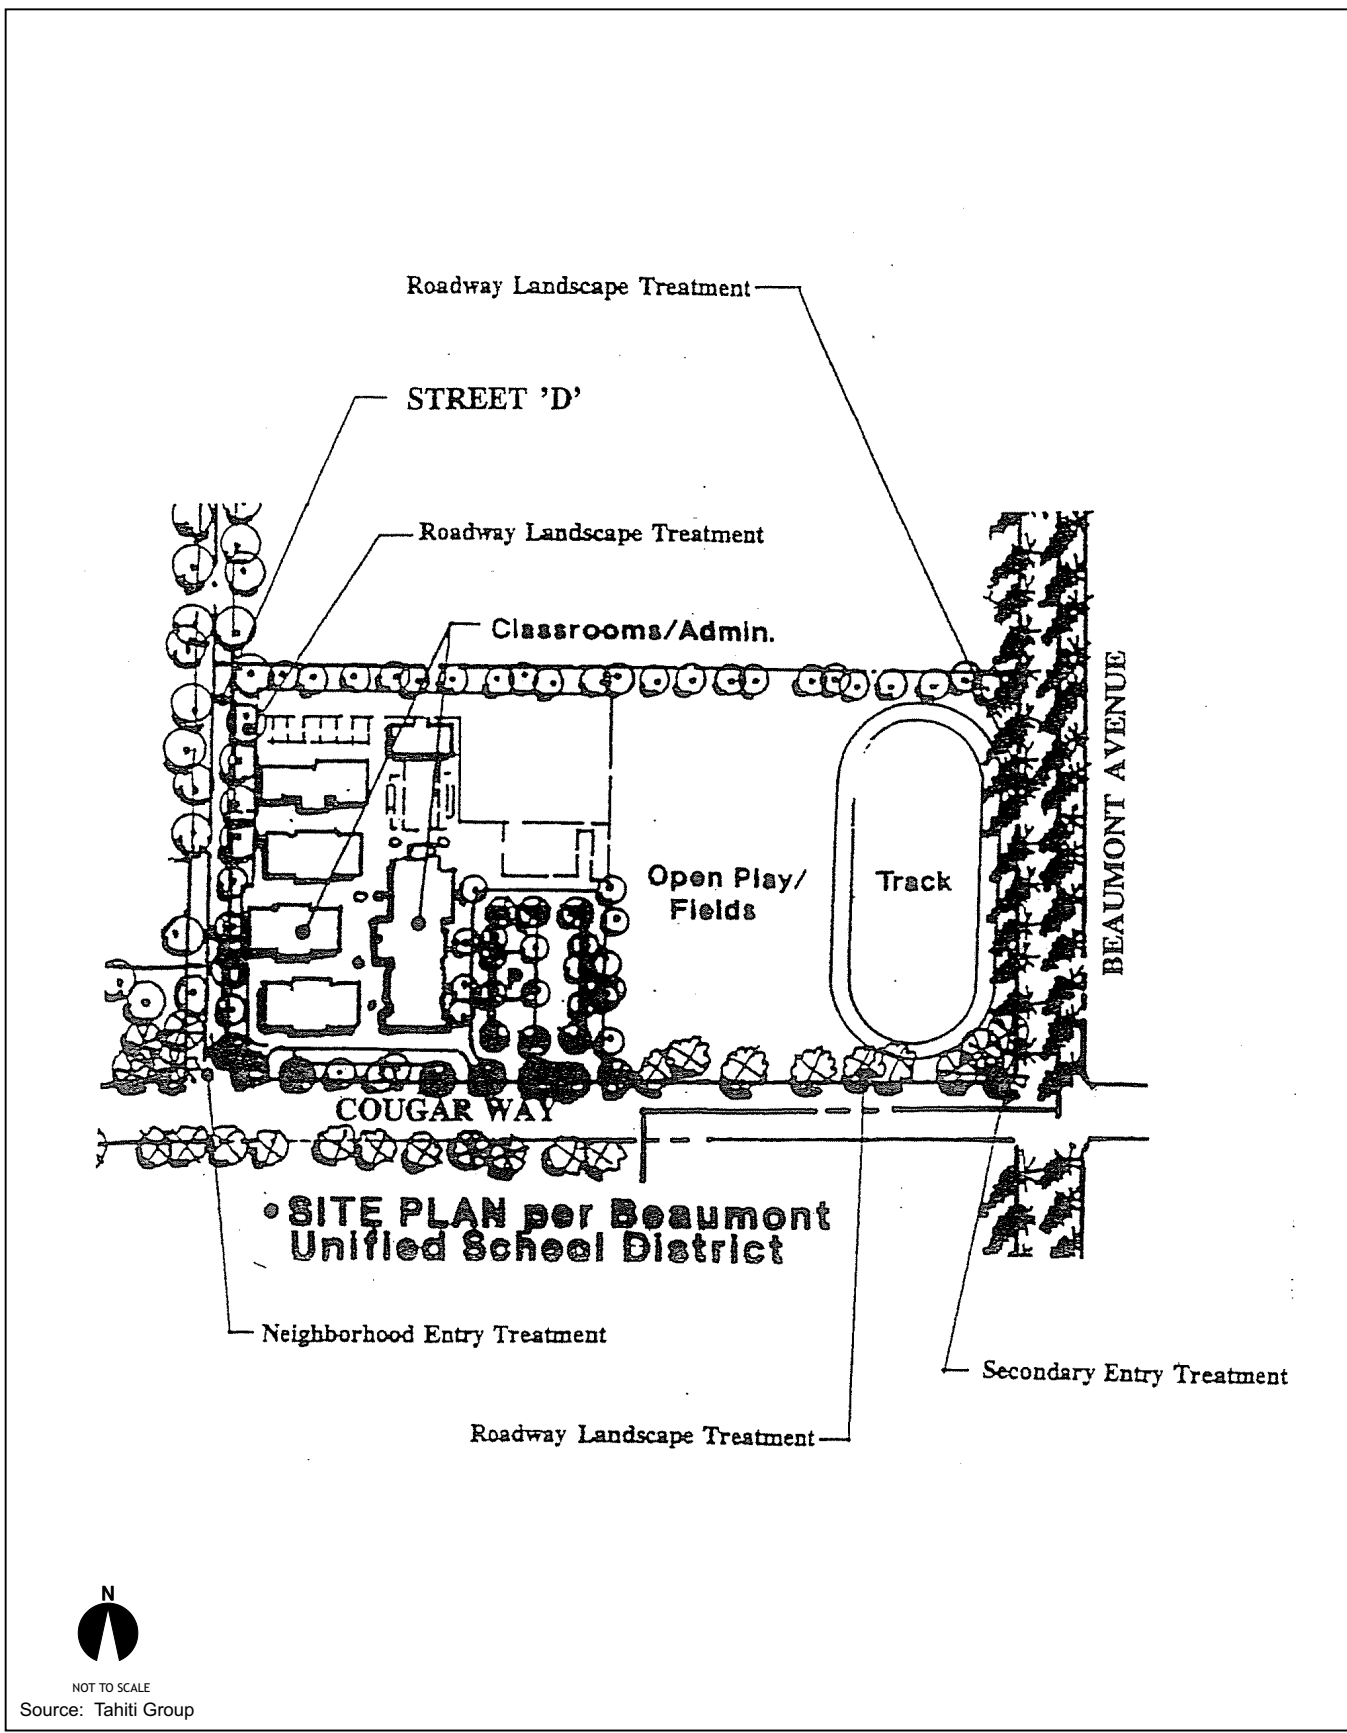 Roadway Landscape Treatment
STREET 'D'
Roadway Landscape Treatment
Classrooms/Admin.
BEAUMONT AVENUE
Open Play/
Fields
Track
P
COUGAR WAY
• SITE PLAN per Beaumont
Unified School District
Neighborhood Entry Treatment
Secondary Entry Treatment
Roadway Landscape Treatment
N
NOT TO SCALE
Source: Tahiti Group